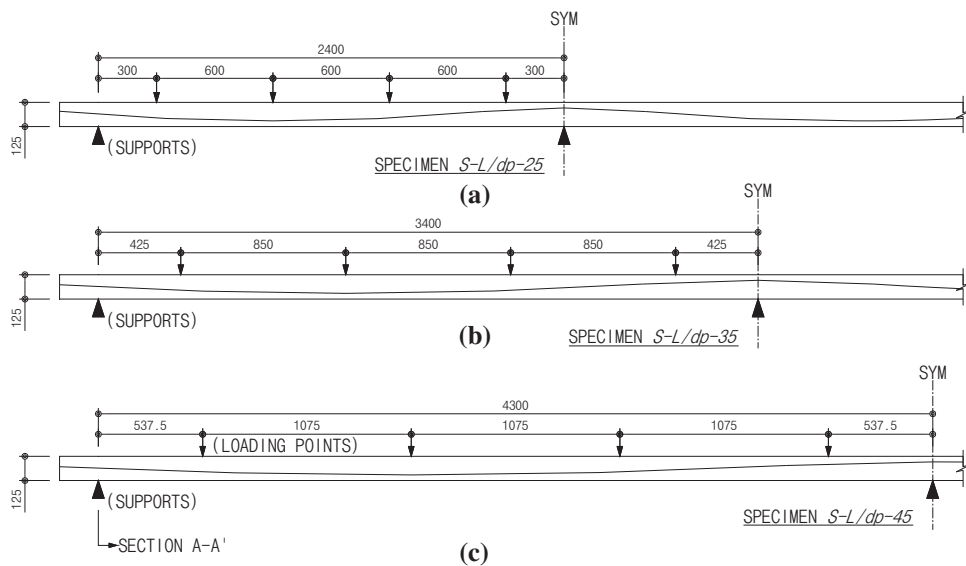 SYM
2400
300 600 600 600 300
125
(SUPPORTS)
SPECIMEN S-L/dp-25
(a)
SYM
3400
425 850 850 850 425
125
(SUPPORTS)
SPECIMEN S-L/dp-35
(b)
SYM
4300
537.5 1075 1075 1075 537.5
(LOADING POINTS)
125
(SUPPORTS)
SPECIMEN S-L/dp-45
SECTION A-A'
(c)